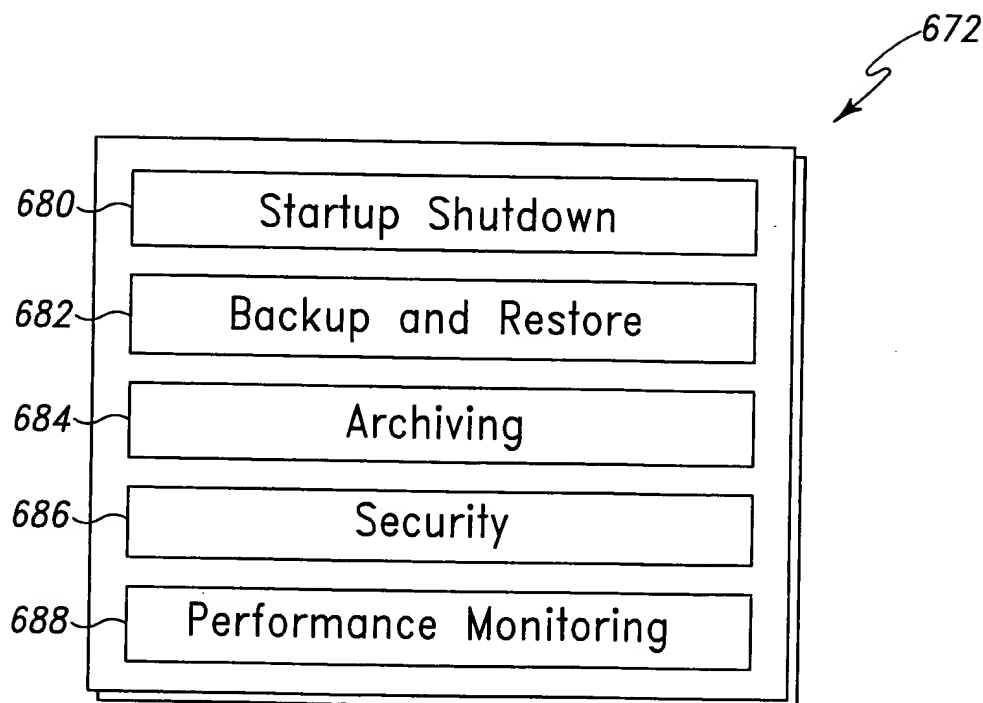 672
680 Startup Shutdown
682 Backup and Restore
684 Archiving
686 Security
688 Performance Monitoring